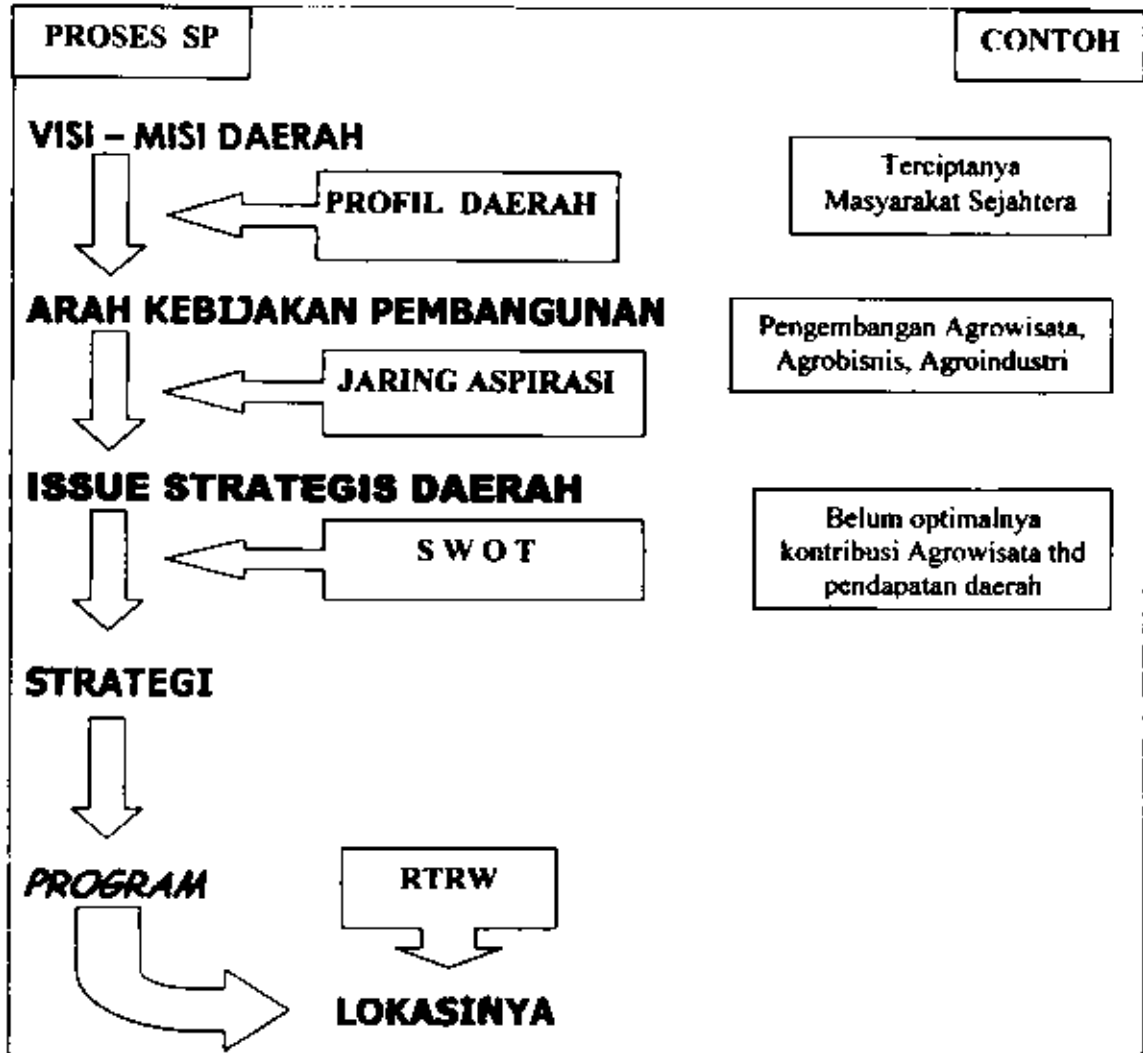 PROSES SP
CONTOH
VISI – MISI DAERAH
PROFIL DAERAH
Terciptanya
Masyarakat Sejahtera
ARAH KEBIJAKAN PEMBANGUNAN
JARING ASPIRASI
Pengembangan Agrowisata,
Agrobisnis, Agroindustri
ISSUE STRATEGIS DAERAH
S W O T
Belum optimalnya
kontribusi Agrowisata thd
pendapatan daerah
STRATEGI
PROGRAM
RTRW
LOKASINYA